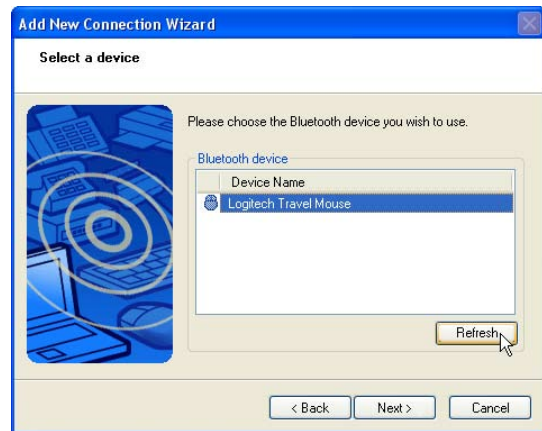 Add New Connection Wizard
Select a device
Please choose the Bluetooth device you wish to use.
Bluetooth device
Device Name
Logitech Travel Mouse
Refresh
< Back
Next >
Cancel